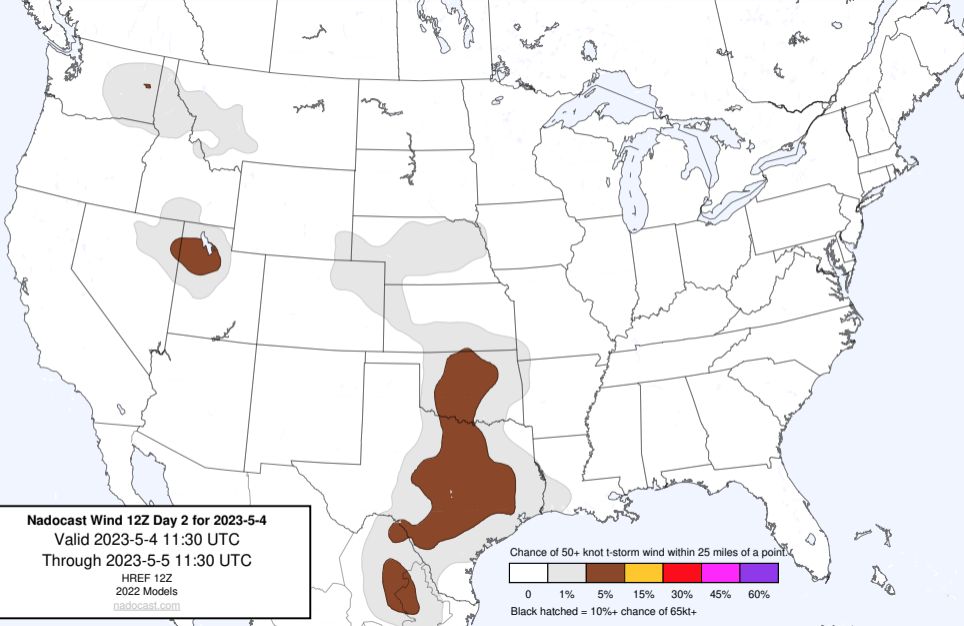 Nadocast Wind 12Z Day 2 for 2023-5-4
Valid 2023-5-4 11:30 UTC
Through 2023-5-5 11:30 UTC
HREF 12Z
2022 Models
nadocast.com
Chance of 50+ knot t-storm wind within 25 miles of a point.
0 1% 5% 15% 30% 45% 60%
Black hatched = 10%+ chance of 65kt+